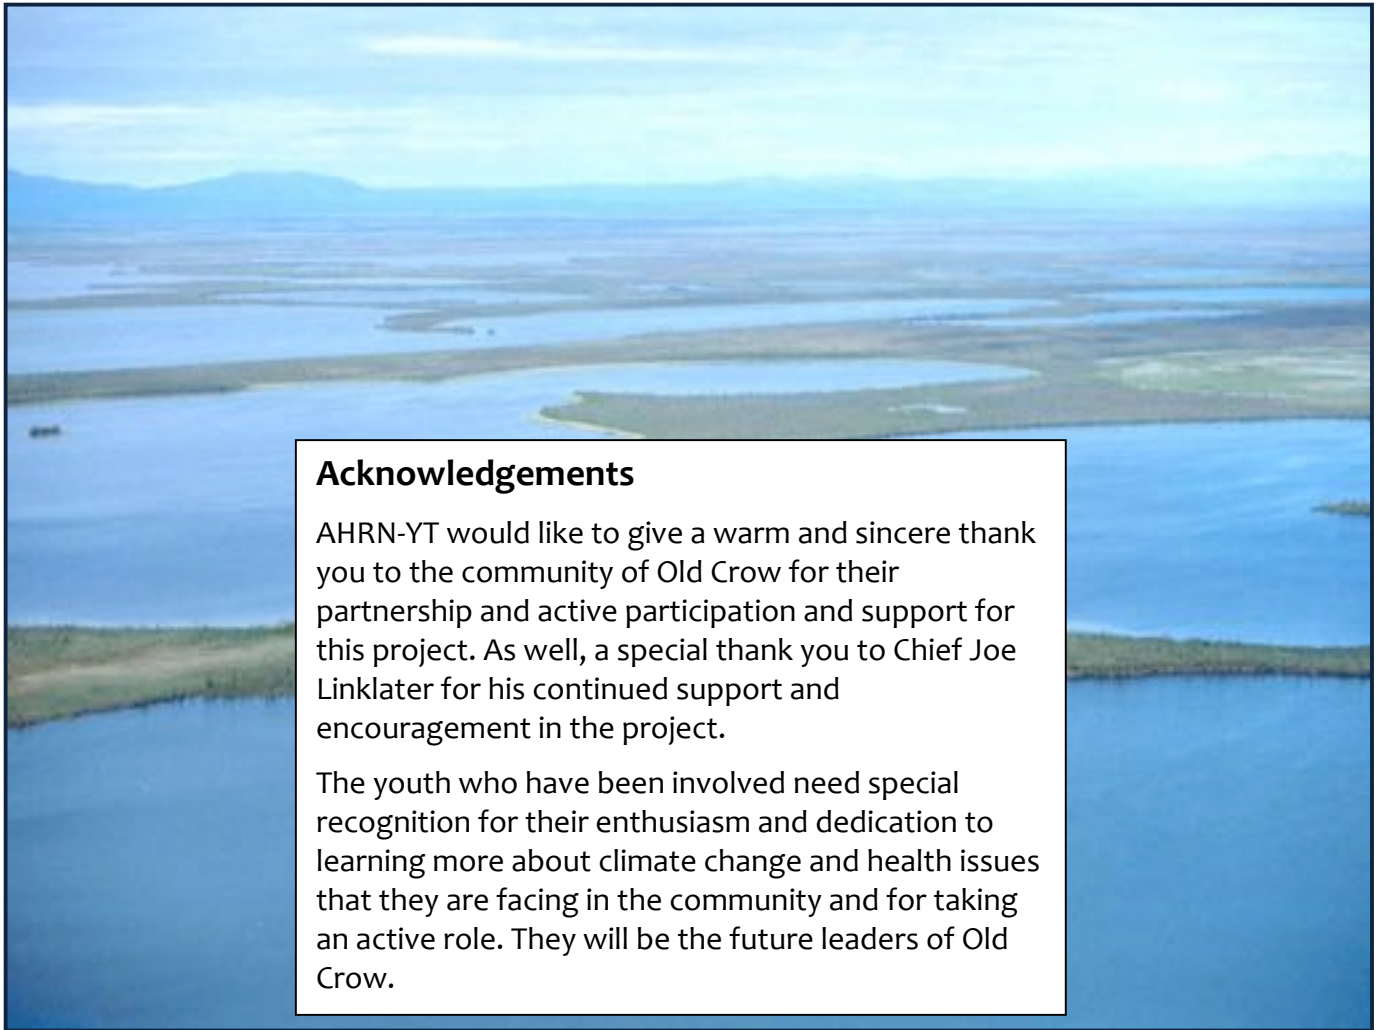 Acknowledgements
AHRN-YT would like to give a warm and sincere thank
you to the community of Old Crow for their
partnership and active participation and support for
this project. As well, a special thank you to Chief Joe
Linklater for his continued support and
encouragement in the project.
The youth who have been involved need special
recognition for their enthusiasm and dedication to
learning more about climate change and health issues
that they are facing in the community and for taking
an active role. They will be the future leaders of Old
Crow.